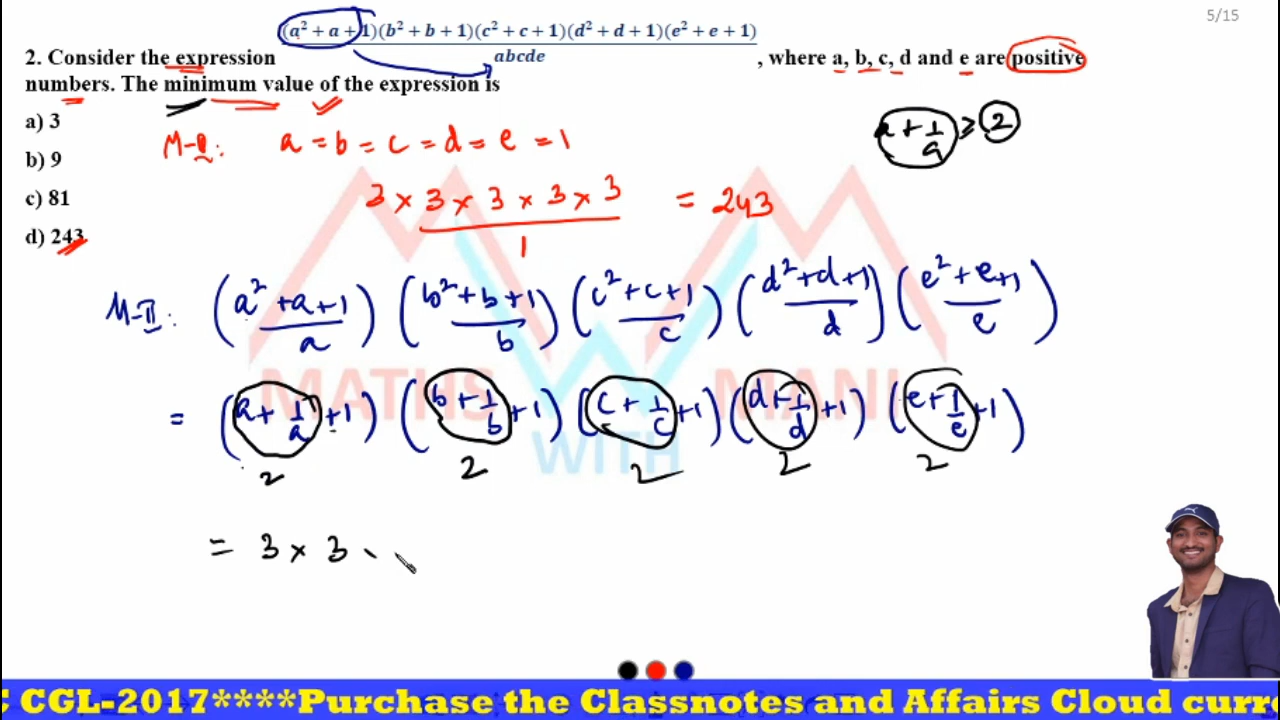 5/15
(a² + a + 1)(b² + b + 1)(c² + c + 1)(d² + d + 1)(e² + e + 1)
2. Consider the expression abcde , where a, b, c, d and e are positive
numbers. The minimum value of the expression is
a + 1/a ≥ 2
a) 3
M-I: a = b = c = d = e = 1
b) 9
c) 81
3 × 3 × 3 × 3 × 3 = 243
1
d) 243
M-II: (a² + a + 1 / a) (b² + b + 1 / b) (c² + c + 1 / c) (d² + d + 1 / d) (e² + e + 1 / e)
MATHS MANI
= (a + 1/a + 1) (b + 1/b + 1) (c + 1/c + 1) (d + 1/d + 1) (e + 1/e + 1)
WITH
2 2 2 2 2
= 3 × 3
CGL-2017****Purchase the Classnotes and Affairs Cloud curr